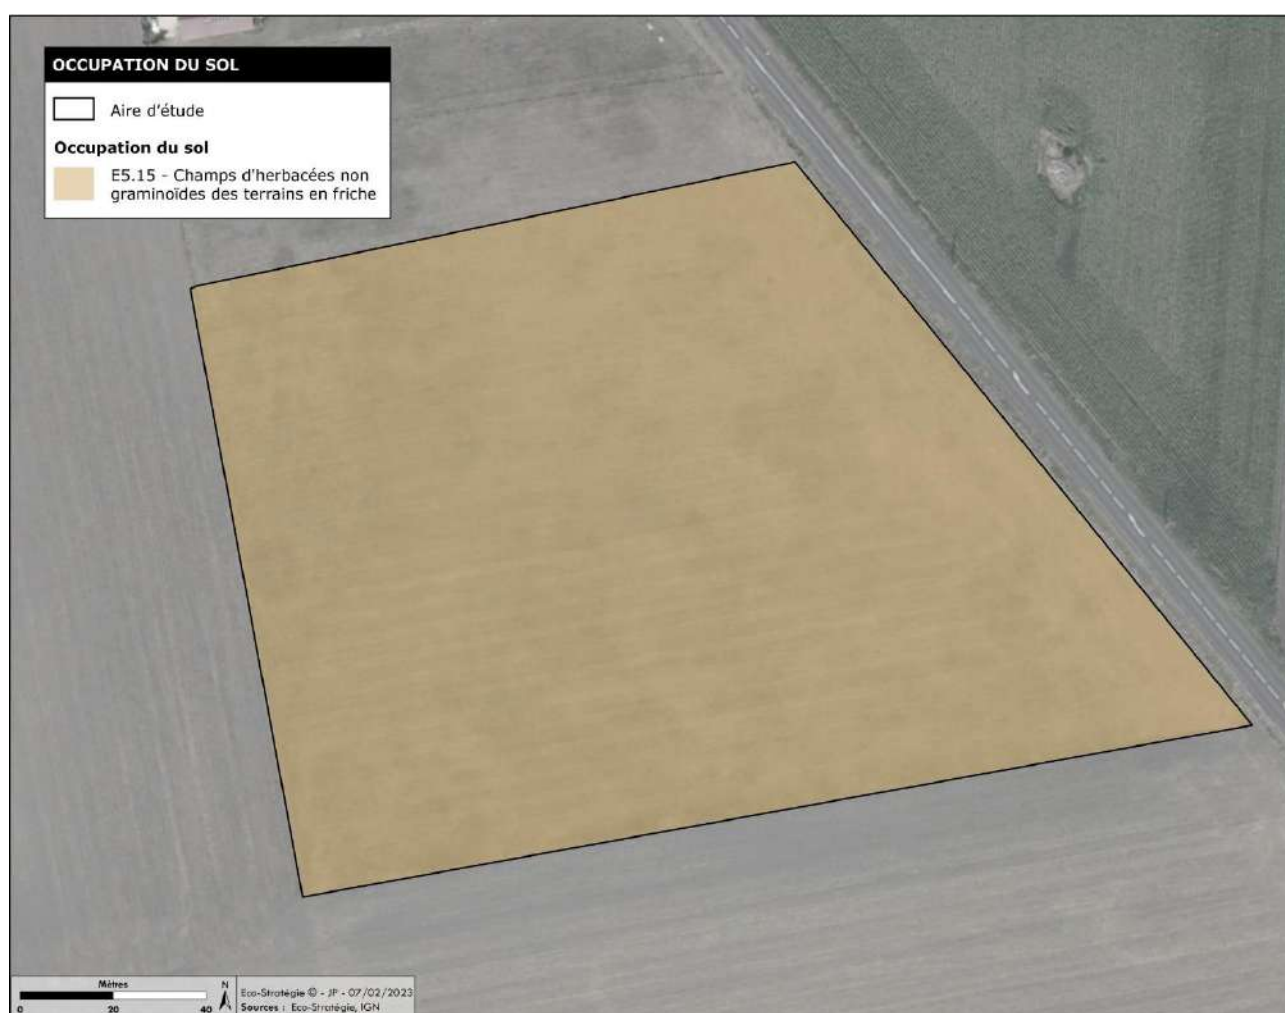 OCCUPATION DU SOL
Aire d'étude
Occupation du sol
E5.15 - Champs d'herbacées non
graminoïdes des terrains en friche
Mètres
N
0 20 40
Eco-Stratégie © - JP - 07/02/2023
Sources : Eco-Stratégie, IGN